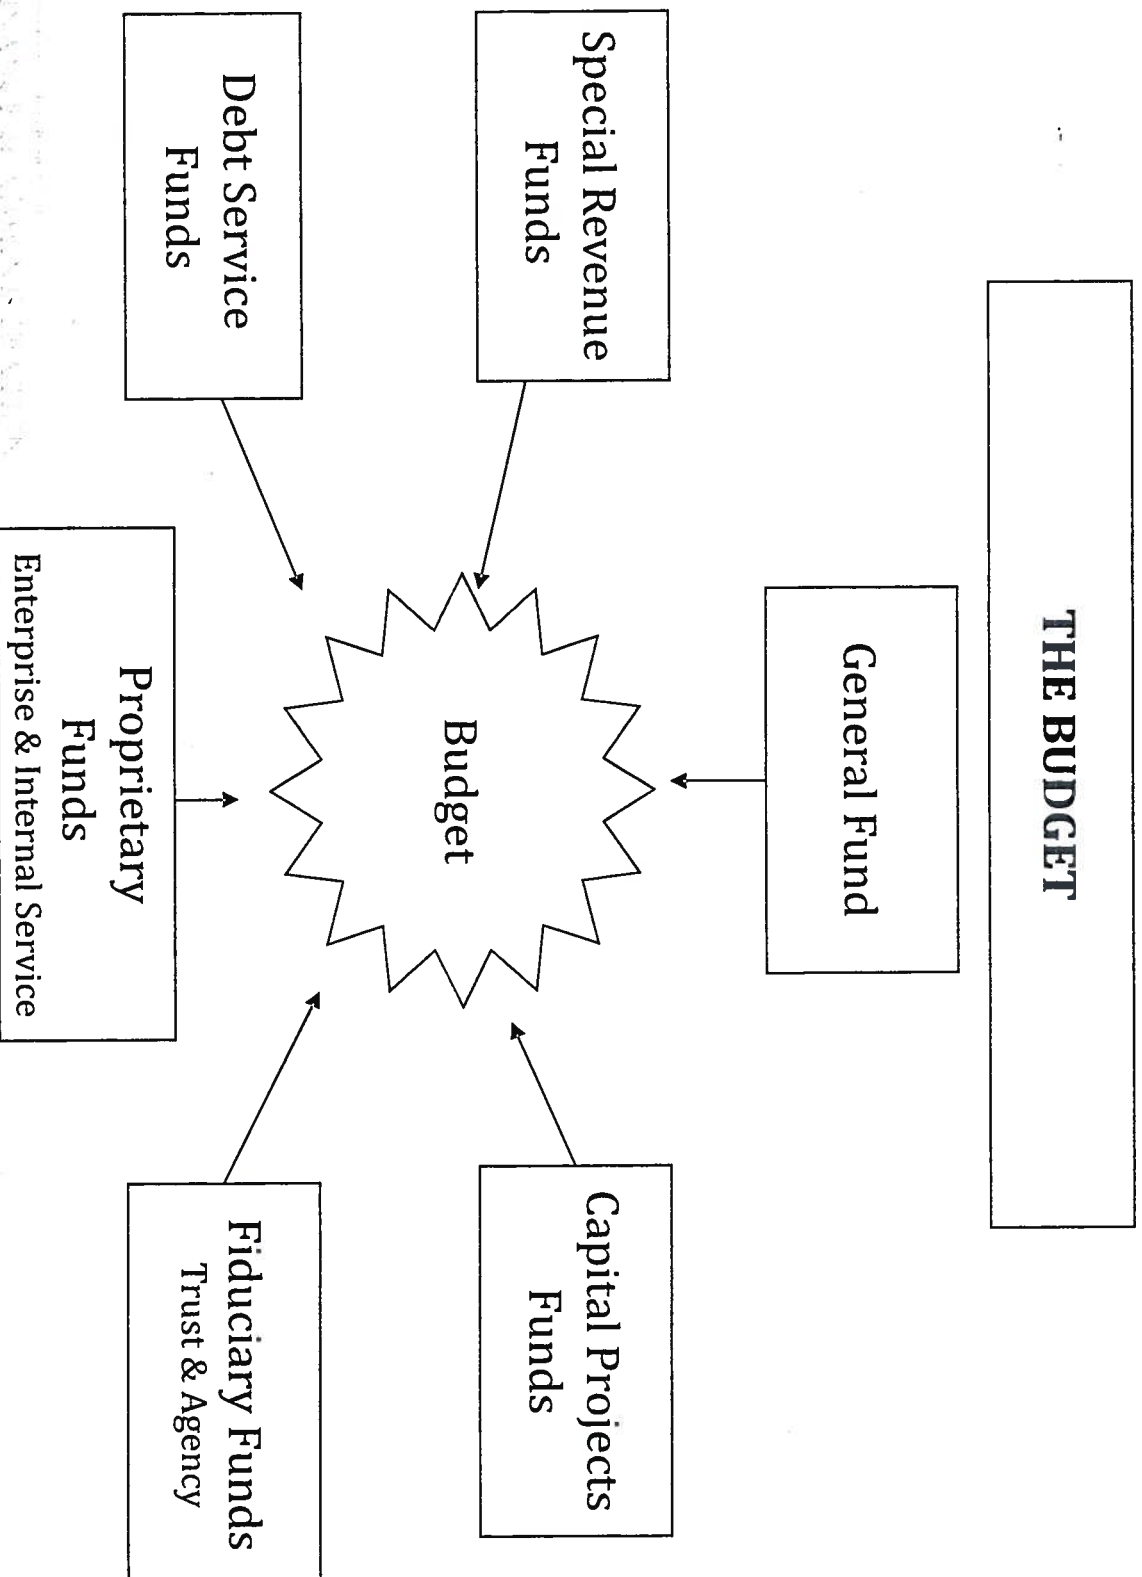 THE BUDGET
General Fund
Special Revenue
Funds
Capital Projects
Funds
Budget
Debt Service
Funds
Fiduciary Funds
Trust & Agency
Proprietary
Funds
Enterprise & Internal Service